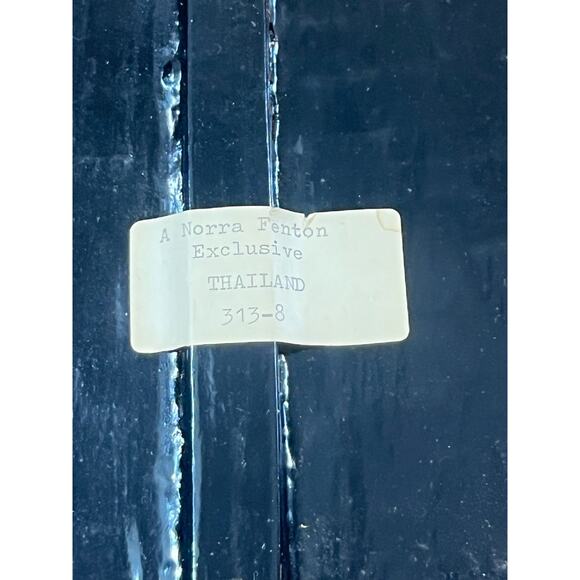 A Norra Fenton
Exclusive
THAILAND
313-8